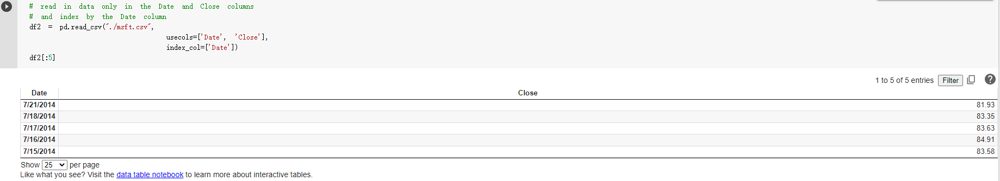 # read in data only in the Date and Close columns
# and index by the Date column
df2 = pd.read_csv("./msft.csv",
usecols=['Date', 'Close'],
index_col=['Date'])
df2[:5]
1 to 5 of 5 entries Filter
Date Close
7/21/2014 81.93
7/18/2014 83.35
7/17/2014 83.63
7/16/2014 84.91
7/15/2014 83.58
Show 25 per page
Like what you see? Visit the data table notebook to learn more about interactive tables.